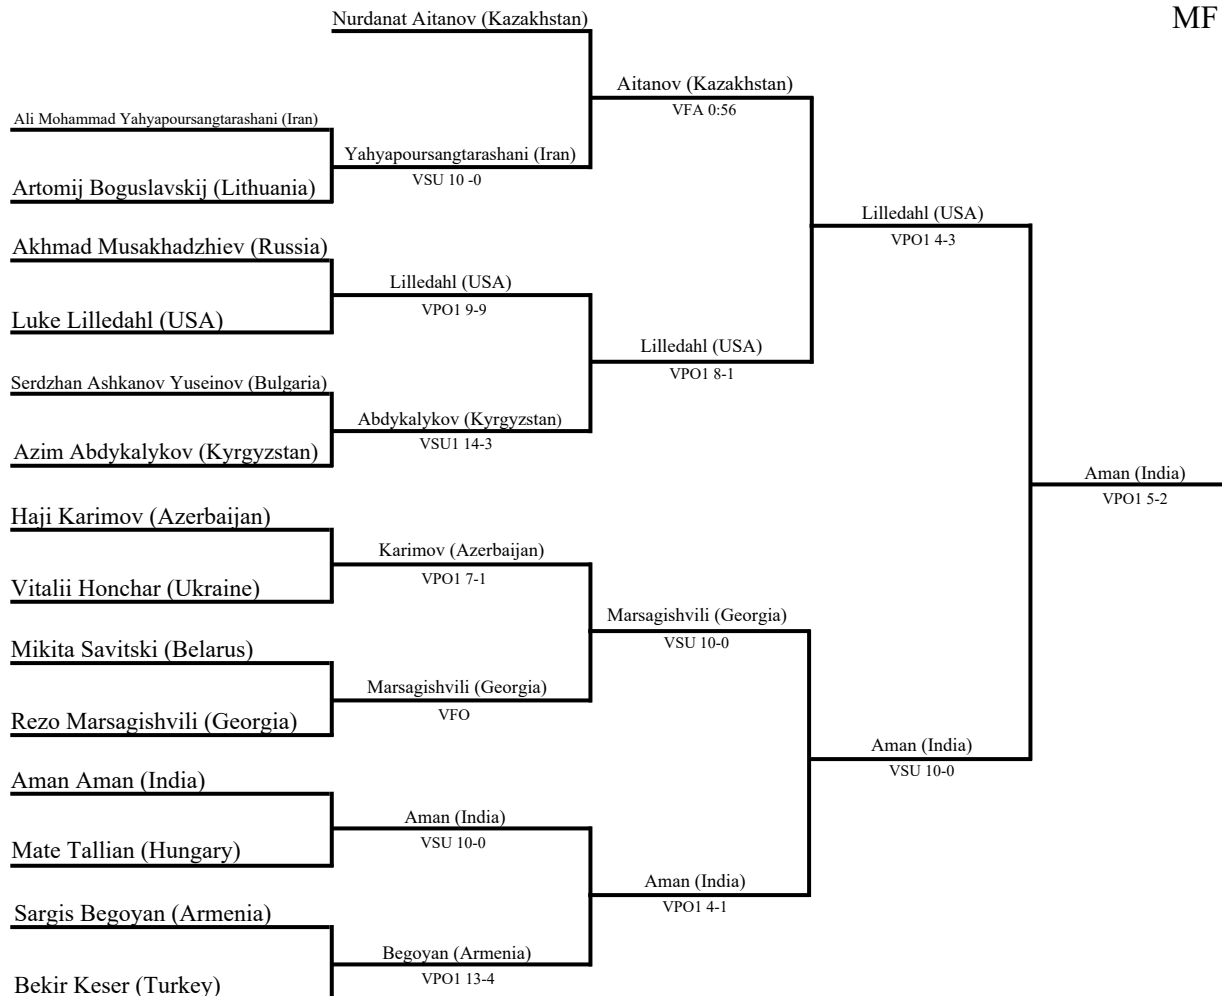 MF
Nurdanat Aitanov (Kazakhstan)
Ali Mohammad Yahyapoursangtarashani (Iran)
Artomij Boguslavskij (Lithuania)
Akhmad Musakhadzhiev (Russia)
Luke Lilledahl (USA)
Serdzhan Ashkanov Yuseinov (Bulgaria)
Azim Abdykalykov (Kyrgyzstan)
Haji Karimov (Azerbaijan)
Vitalii Honchar (Ukraine)
Mikita Savitski (Belarus)
Rezo Marsagishvili (Georgia)
Aman Aman (India)
Mate Tallian (Hungary)
Sargis Begoyan (Armenia)
Bekir Keser (Turkey)
Yahyapoursangtarashani (Iran)
VSU 10 -0
Lilledahl (USA)
VPO1 9-9
Abdykalykov (Kyrgyzstan)
VSU1 14-3
Karimov (Azerbaijan)
VPO1 7-1
Marsagishvili (Georgia)
VFO
Aman (India)
VSU 10-0
Begoyan (Armenia)
VPO1 13-4
Aitanov (Kazakhstan)
VFA 0:56
Lilledahl (USA)
VPO1 8-1
Marsagishvili (Georgia)
VSU 10-0
Aman (India)
VPO1 4-1
Lilledahl (USA)
VPO1 4-3
Aman (India)
VSU 10-0
Aman (India)
VPO1 5-2